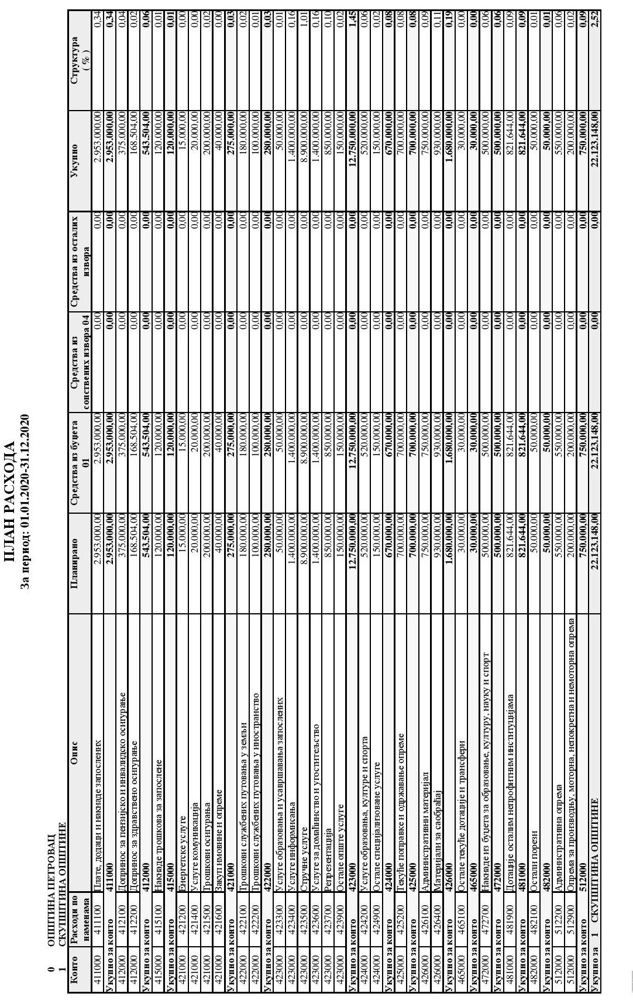 ПЛАН РАСХОДА
За период: 01.01.2020-31.12.2020
0 ОПШТИНА ПЕТРОВАЦ
1 СКУПШТИНА ОПШТИНЕ
Конто Расходи по наменама Опис Планирано Средства из буџета 01 Средства из сопствених извора 04 Средства из осталих извора Укупно Структура ( % )
411000 411100 Плате, додаци и накнаде запослених 2.953.000,00 2.953.000,00 0,00 0,00 2.953.000,00 0,34
Укупно за конто 411000 2.953.000,00 2.953.000,00 0,00 0,00 2.953.000,00 0,34
412000 412100 Допринос за пензијско и инвалидско осигурање 375.000,00 375.000,00 0,00 0,00 375.000,00 0,04
412000 412200 Допринос за здравствено осигурање 168.504,00 168.504,00 0,00 0,00 168.504,00 0,02
Укупно за конто 412000 543.504,00 543.504,00 0,00 0,00 543.504,00 0,06
415000 415100 Накнаде трошкова за запослене 120.000,00 120.000,00 0,00 0,00 120.000,00 0,01
Укупно за конто 415000 120.000,00 120.000,00 0,00 0,00 120.000,00 0,01
421000 421200 Енергетске услуге 15.000,00 15.000,00 0,00 0,00 15.000,00 0,00
421000 421400 Услуге комуникација 20.000,00 20.000,00 0,00 0,00 20.000,00 0,00
421000 421500 Трошкови осигурања 200.000,00 200.000,00 0,00 0,00 200.000,00 0,02
421000 421600 Закуп имовине и опреме 40.000,00 40.000,00 0,00 0,00 40.000,00 0,00
Укупно за конто 421000 275.000,00 275.000,00 0,00 0,00 275.000,00 0,03
422000 422100 Трошкови службених путовања у земљи 180.000,00 180.000,00 0,00 0,00 180.000,00 0,02
422000 422200 Трошкови службених путовања у иностранство 100.000,00 100.000,00 0,00 0,00 100.000,00 0,01
Укупно за конто 422000 280.000,00 280.000,00 0,00 0,00 280.000,00 0,03
423000 423300 Услуге образовања и усавршавања запослених 50.000,00 50.000,00 0,00 0,00 50.000,00 0,01
423000 423400 Услуге информисања 1.400.000,00 1.400.000,00 0,00 0,00 1.400.000,00 0,16
423000 423500 Стручне услуге 8.900.000,00 8.900.000,00 0,00 0,00 8.900.000,00 1,01
423000 423600 Услуге за домаћинство и угоститељство 1.400.000,00 1.400.000,00 0,00 0,00 1.400.000,00 0,16
423000 423700 Репрезентација 850.000,00 850.000,00 0,00 0,00 850.000,00 0,10
423000 423900 Остале опште услуге 150.000,00 150.000,00 0,00 0,00 150.000,00 0,02
Укупно за конто 423000 12.750.000,00 12.750.000,00 0,00 0,00 12.750.000,00 1,45
424000 424200 Услуге образовања, културе и спорта 520.000,00 520.000,00 0,00 0,00 520.000,00 0,06
424000 424900 Остале специјализоване услуге 150.000,00 150.000,00 0,00 0,00 150.000,00 0,02
Укупно за конто 424000 670.000,00 670.000,00 0,00 0,00 670.000,00 0,08
425000 425200 Текуће поправке и одржавање опреме 700.000,00 700.000,00 0,00 0,00 700.000,00 0,08
Укупно за конто 425000 700.000,00 700.000,00 0,00 0,00 700.000,00 0,08
426000 426100 Административни материјал 750.000,00 750.000,00 0,00 0,00 750.000,00 0,09
426000 426400 Материјали за саобраћај 930.000,00 930.000,00 0,00 0,00 930.000,00 0,11
Укупно за конто 426000 1.680.000,00 1.680.000,00 0,00 0,00 1.680.000,00 0,19
465000 465100 Остале текуће дотације и трансфери 30.000,00 30.000,00 0,00 0,00 30.000,00 0,00
Укупно за конто 465000 30.000,00 30.000,00 0,00 0,00 30.000,00 0,00
472000 472700 Накнаде из буџета за образовање, културу, науку и спорт 500.000,00 500.000,00 0,00 0,00 500.000,00 0,06
Укупно за конто 472000 500.000,00 500.000,00 0,00 0,00 500.000,00 0,06
481000 481900 Дотације осталим непрофитним институцијама 821.644,00 821.644,00 0,00 0,00 821.644,00 0,09
Укупно за конто 481000 821.644,00 821.644,00 0,00 0,00 821.644,00 0,09
482000 482100 Остали порези 50.000,00 50.000,00 0,00 0,00 50.000,00 0,01
Укупно за конто 482000 50.000,00 50.000,00 0,00 0,00 50.000,00 0,01
512000 512200 Административна опрема 550.000,00 550.000,00 0,00 0,00 550.000,00 0,06
512000 512900 Опрема за производњу, моторна, непокретна и немоторна опрема 200.000,00 200.000,00 0,00 0,00 200.000,00 0,02
Укупно за конто 512000 750.000,00 750.000,00 0,00 0,00 750.000,00 0,09
Укупно за 1 СКУПШТИНА ОПШТИНЕ 22.123.148,00 22.123.148,00 0,00 0,00 22.123.148,00 2,52